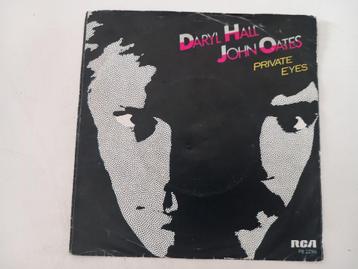 DARYL HALL
JOHN OATES
PRIVATE
EYES
RCA